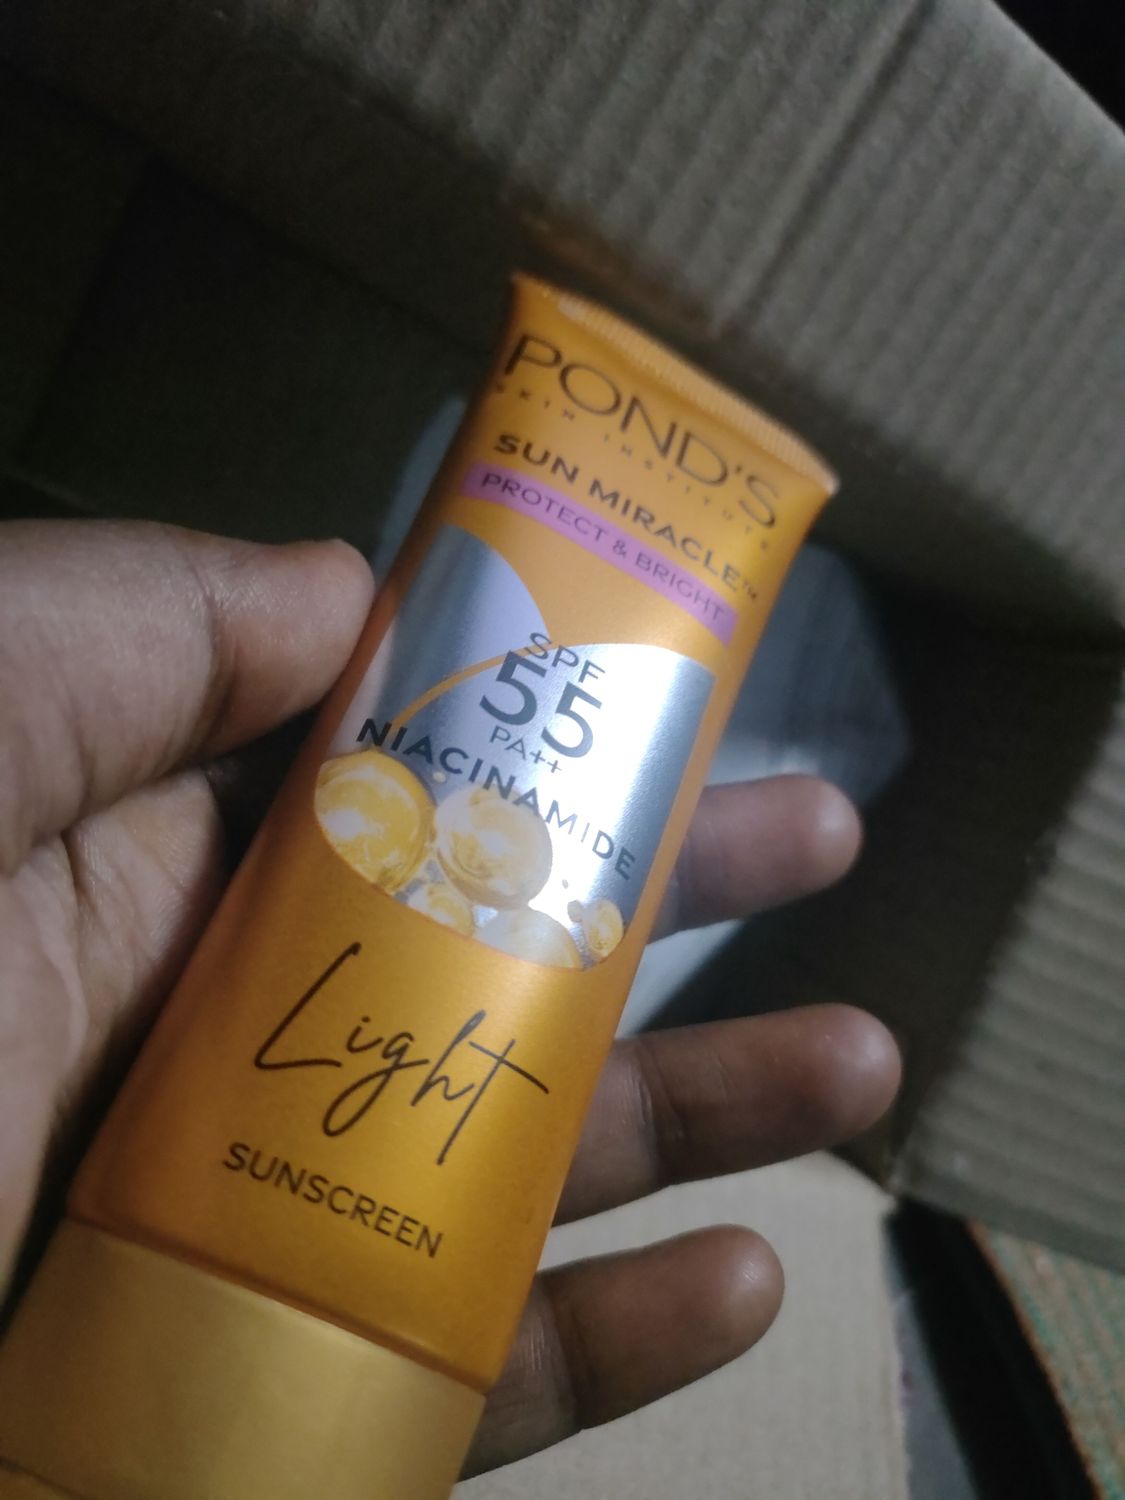 POND'S
SKIN INSTITUTE
SUN MIRACLE™
PROTECT & BRIGHT
SPF
55
PA++
NIACINAMIDE
Light
SUNSCREEN